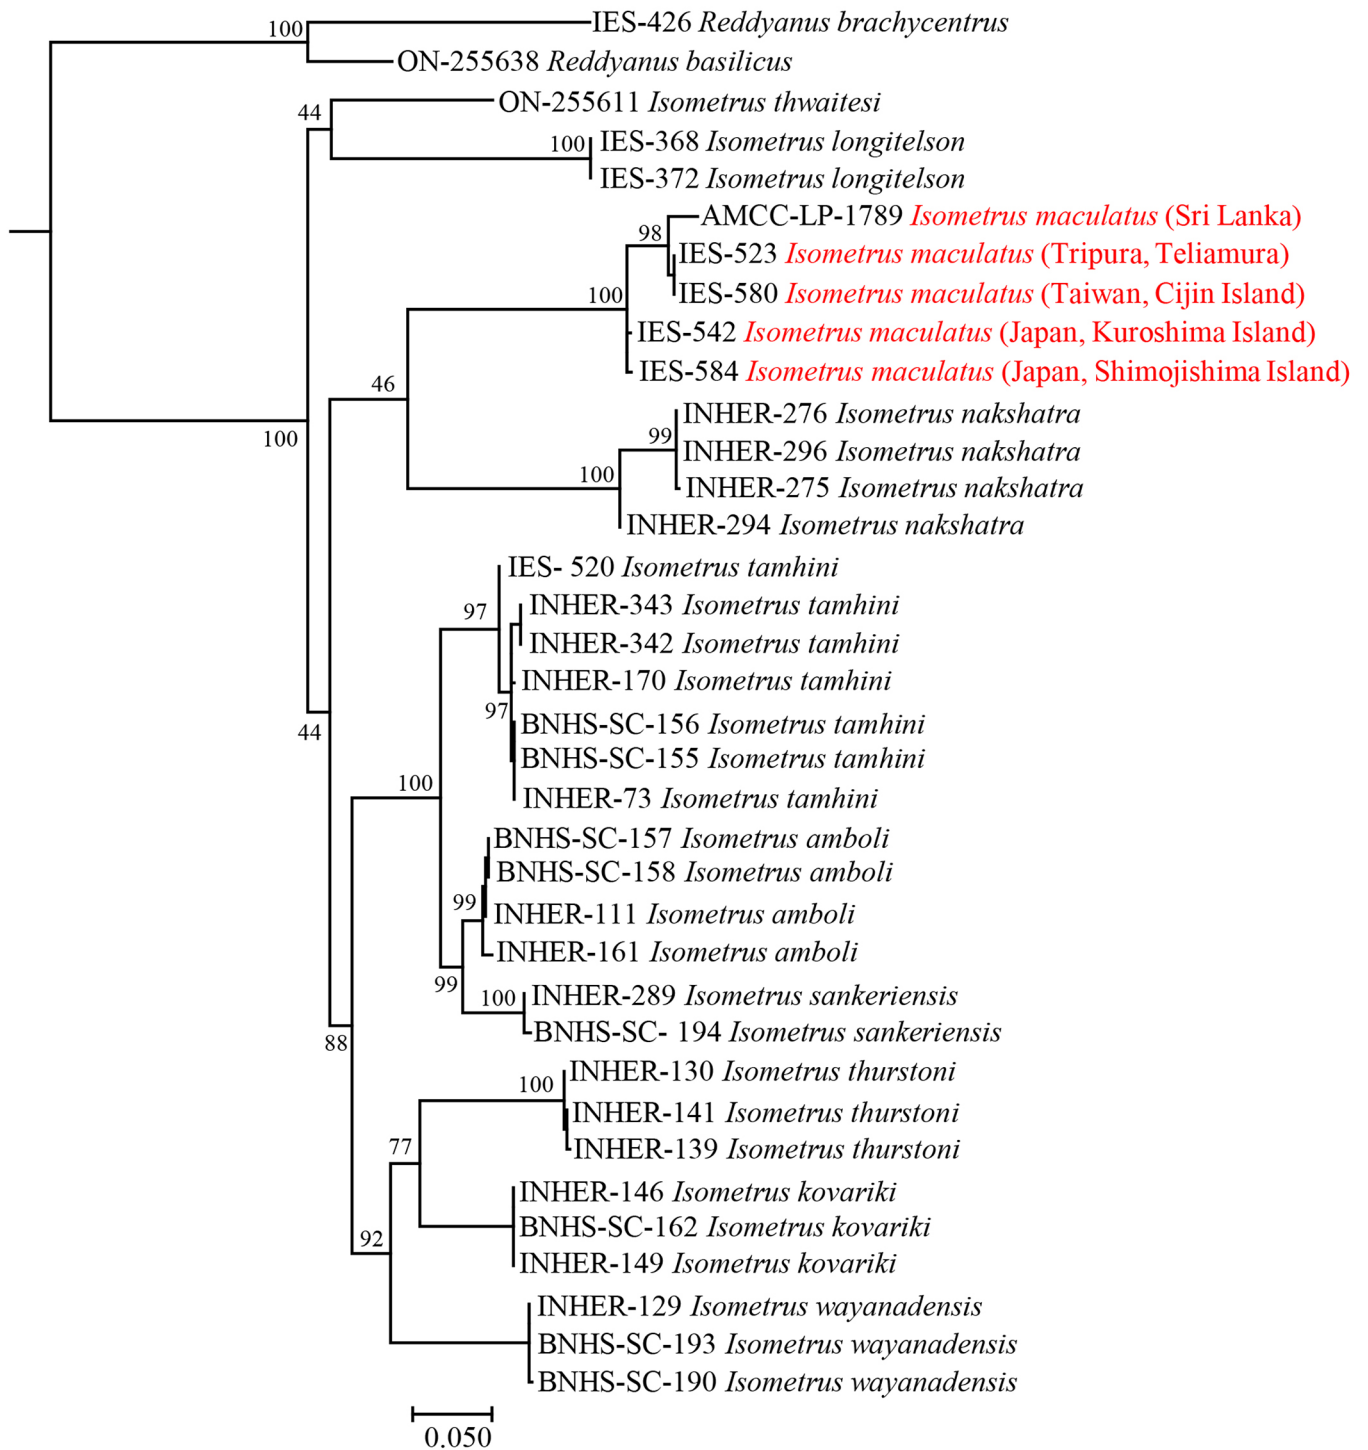 100
IES-426 Reddyanus brachycentrus
ON-255638 Reddyanus basilicus
44
ON-255611 Isometrus thwaitesi
100
IES-368 Isometrus longitelson
IES-372 Isometrus longitelson
AMCC-LP-1789 Isometrus maculatus (Sri Lanka)
98
IES-523 Isometrus maculatus (Tripura, Teliamura)
100
IES-580 Isometrus maculatus (Taiwan, Cijin Island)
IES-542 Isometrus maculatus (Japan, Kuroshima Island)
IES-584 Isometrus maculatus (Japan, Shimojishima Island)
46
INHER-276 Isometrus nakshatra
100
99
INHER-296 Isometrus nakshatra
100
INHER-275 Isometrus nakshatra
INHER-294 Isometrus nakshatra
IES- 520 Isometrus tamhini
97
INHER-343 Isometrus tamhini
INHER-342 Isometrus tamhini
INHER-170 Isometrus tamhini
97
44
BNHS-SC-156 Isometrus tamhini
BNHS-SC-155 Isometrus tamhini
100
INHER-73 Isometrus tamhini
BNHS-SC-157 Isometrus amboli
BNHS-SC-158 Isometrus amboli
99
INHER-111 Isometrus amboli
INHER-161 Isometrus amboli
99
100
INHER-289 Isometrus sankeriensis
BNHS-SC- 194 Isometrus sankeriensis
88
INHER-130 Isometrus thurstoni
100
INHER-141 Isometrus thurstoni
77
INHER-139 Isometrus thurstoni
INHER-146 Isometrus kovariki
BNHS-SC-162 Isometrus kovariki
92
INHER-149 Isometrus kovariki
INHER-129 Isometrus wayanadensis
BNHS-SC-193 Isometrus wayanadensis
BNHS-SC-190 Isometrus wayanadensis
0.050